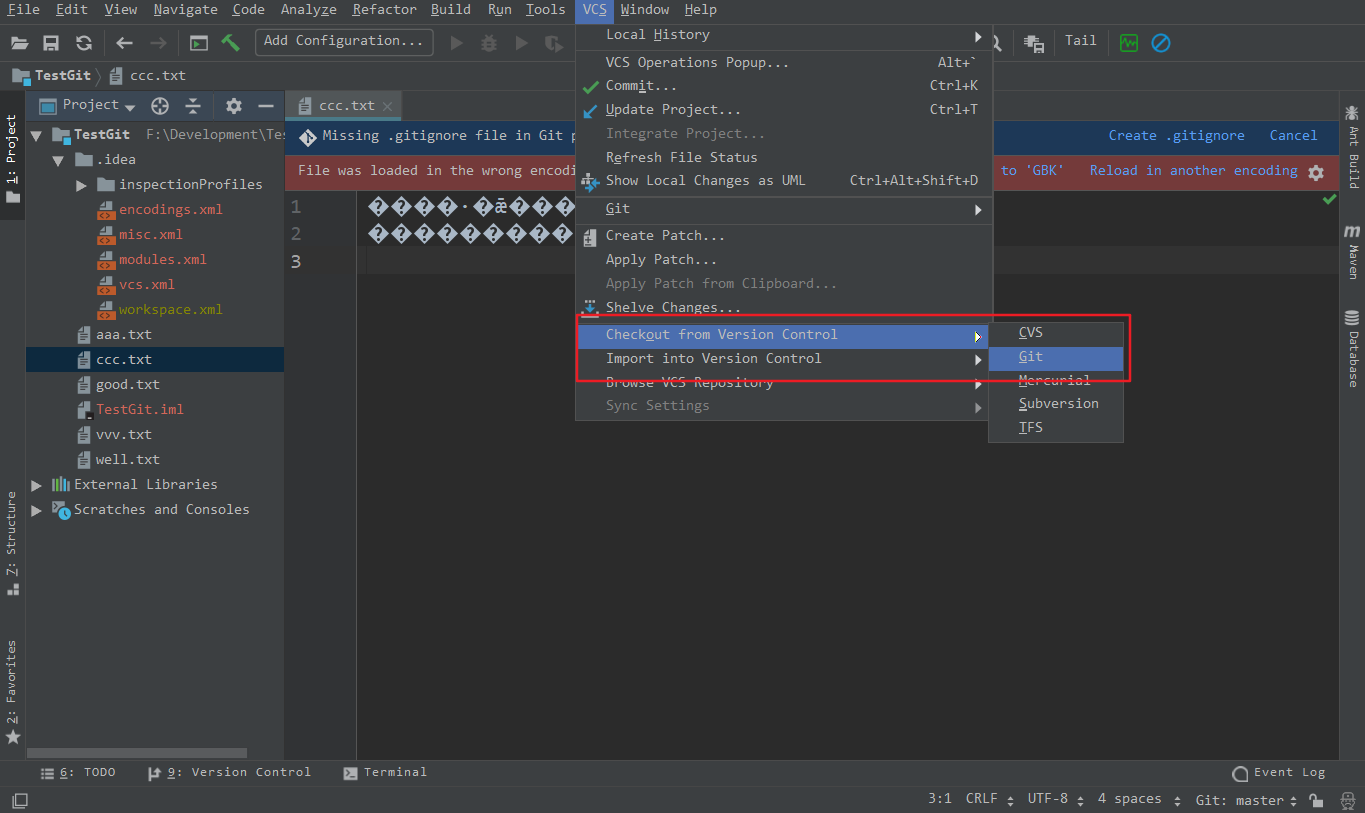 File Edit View Navigate Code Analyze Refactor Build Run Tools VCS Window Help
Add Configuration...
Tail
TestGit ccc.txt
Project
ccc.txt
1: Project
7: Structure
2: Favorites
TestGit F:\Development\Tes
.idea
inspectionProfiles
encodings.xml
misc.xml
modules.xml
vcs.xml
workspace.xml
aaa.txt
ccc.txt
good.txt
TestGit.iml
vvv.txt
well.txt
External Libraries
Scratches and Consoles
Missing .gitignore file in Git p
Create .gitignore Cancel
File was loaded in the wrong encodi
to 'GBK' Reload in another encoding
1 ����·�ǣ���
2 ���������
3
Local History
VCS Operations Popup... Alt+`
Commit... Ctrl+K
Update Project... Ctrl+T
Integrate Project...
Refresh File Status
Show Local Changes as UML Ctrl+Alt+Shift+D
Git
Create Patch...
Apply Patch...
Apply Patch from Clipboard...
Shelve Changes...
Checkout from Version Control
Import into Version Control
Browse VCS Repository
Sync Settings
CVS
Git
Mercurial
Subversion
TFS
Ant Build
Maven
Database
6: TODO 9: Version Control Terminal Event Log
3:1 CRLF UTF-8 4 spaces Git: master